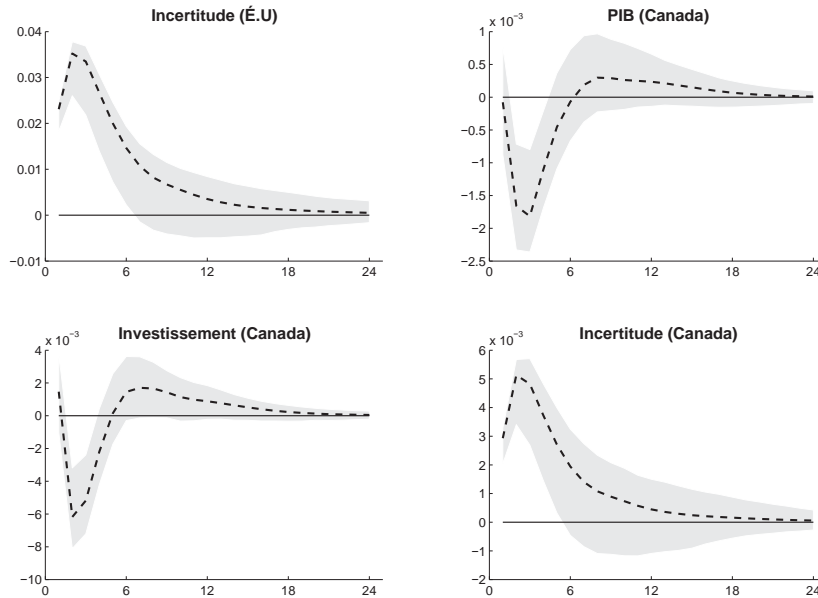 Incertitude (É.U)
0.04
0.03
0.02
0.01
0
−0.01
0 6 12 18 24
PIB (Canada)
x 10⁻³
1
0.5
0
−0.5
−1
−1.5
−2
−2.5
0 6 12 18 24
Investissement (Canada)
x 10⁻³
4
2
0
−2
−4
−6
−8
−10
0 6 12 18 24
Incertitude (Canada)
x 10⁻³
6
5
4
3
2
1
0
−1
−2
0 6 12 18 24